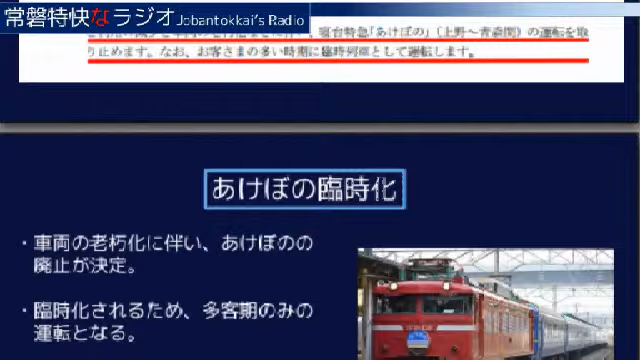 常磐特快なラジオ Jobantokkai's Radio
寝台特急「あけぼの」（上野～青森間）の運転を取
り止めます。なお、お客さまの多い時期に臨時列車として運転します。
あけぼの臨時化
・車両の老朽化に伴い、あけぼのの
廃止が決定。
・臨時化されるため、多客期のみの
運転となる。